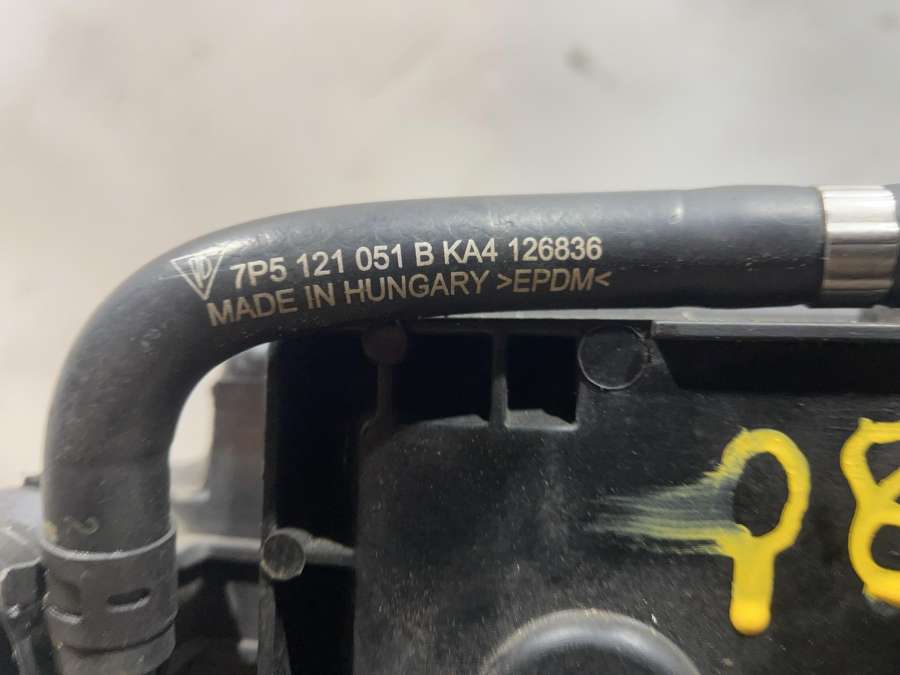 7P5 121 051 B KA4 126836
MADE IN HUNGARY >EPDM<